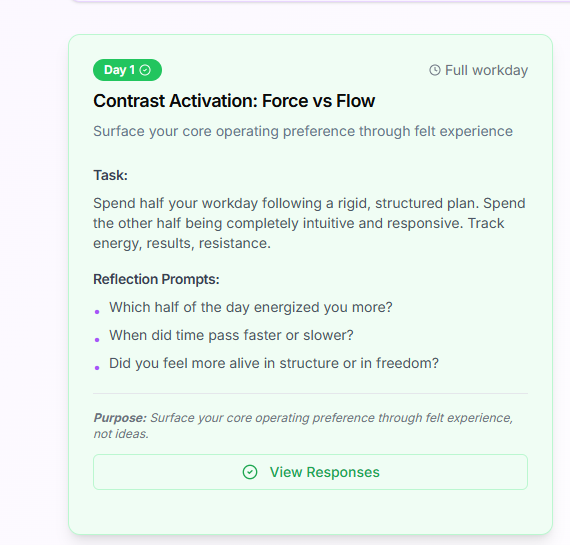 Day 1
Full workday
Contrast Activation: Force vs Flow
Surface your core operating preference through felt experience
Task:
Spend half your workday following a rigid, structured plan. Spend
the other half being completely intuitive and responsive. Track
energy, results, resistance.
Reflection Prompts:
• Which half of the day energized you more?
• When did time pass faster or slower?
• Did you feel more alive in structure or in freedom?
Purpose: Surface your core operating preference through felt experience,
not ideas.
View Responses